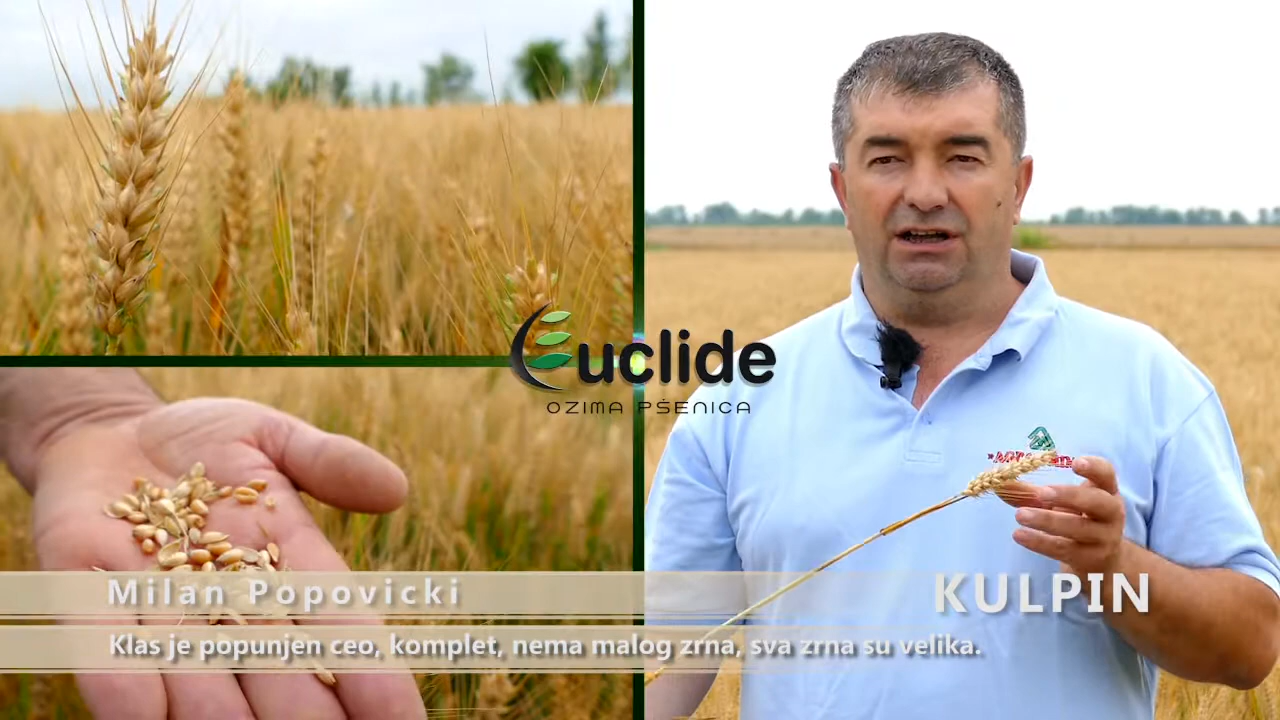 Euclide
OZIMA PŠENICA
Milan Popovicki
KULPIN
Klas je popunjen ceo, komplet, nema malog zrna, sva zrna su velika.